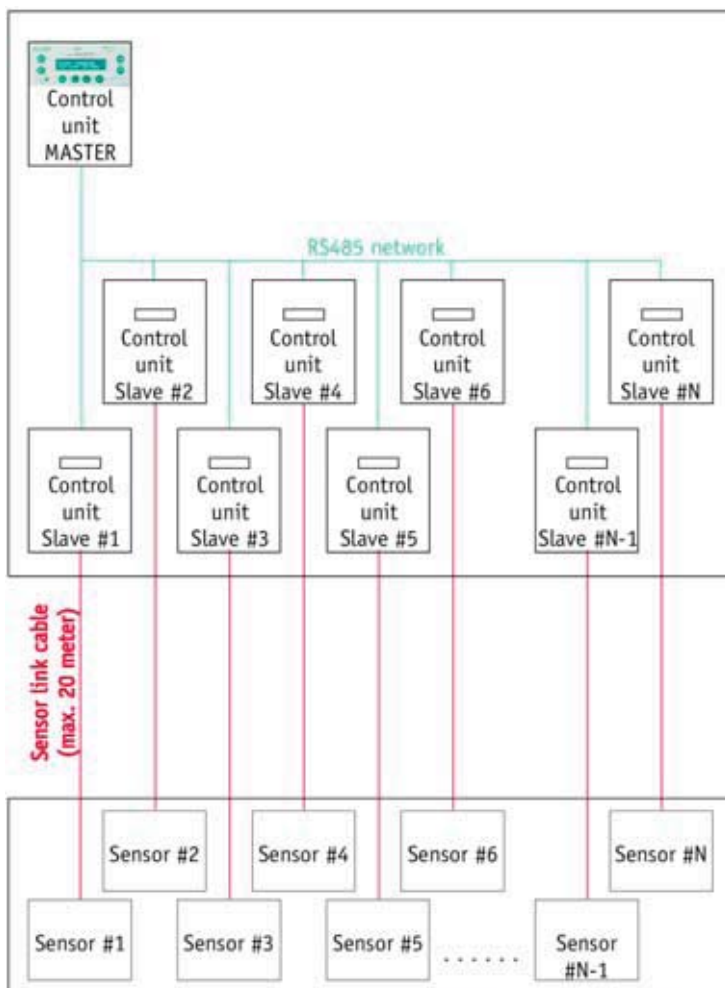 Control
unit
MASTER
RS485 network
Control
unit
Slave #2
Control
unit
Slave #4
Control
unit
Slave #6
Control
unit
Slave #N
Control
unit
Slave #1
Control
unit
Slave #3
Control
unit
Slave #5
Control
unit
Slave #N-1
Sensor link cable
(max. 20 meter)
Sensor #2
Sensor #4
Sensor #6
Sensor #N
Sensor #1
Sensor #3
Sensor #5
. . . . . .
Sensor
#N-1